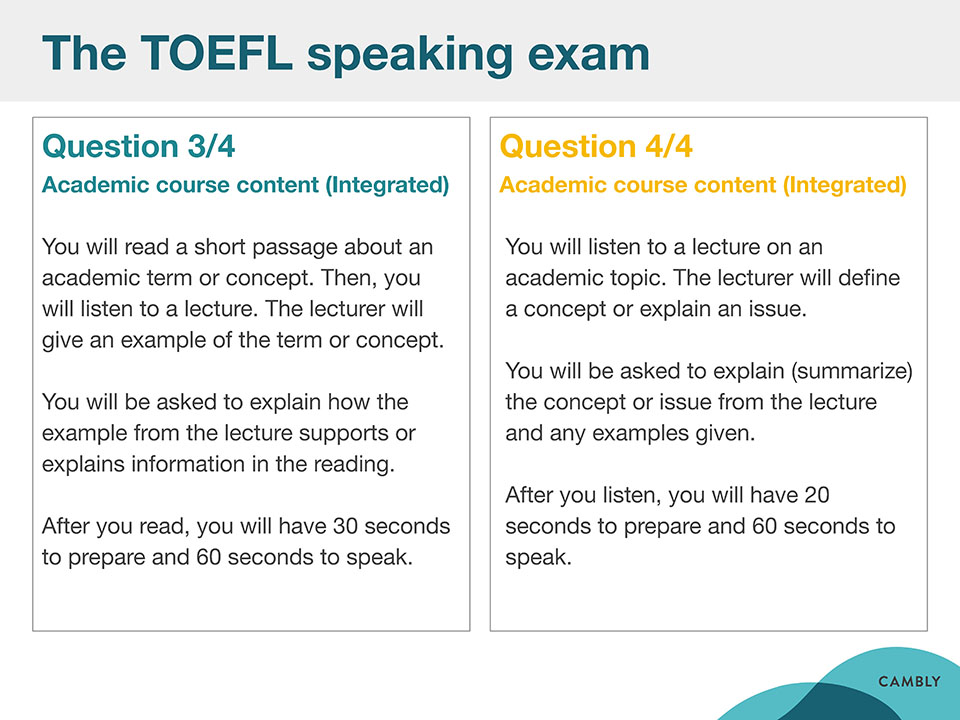 The TOEFL speaking exam
Question 3/4
Academic course content (Integrated)
You will read a short passage about an
academic term or concept. Then, you
will listen to a lecture. The lecturer will
give an example of the term or concept.
You will be asked to explain how the
example from the lecture supports or
explains information in the reading.
After you read, you will have 30 seconds
to prepare and 60 seconds to speak.
Question 4/4
Academic course content (Integrated)
You will listen to a lecture on an
academic topic. The lecturer will define
a concept or explain an issue.
You will be asked to explain (summarize)
the concept or issue from the lecture
and any examples given.
After you listen, you will have 20
seconds to prepare and 60 seconds to
speak.
CAMBLY